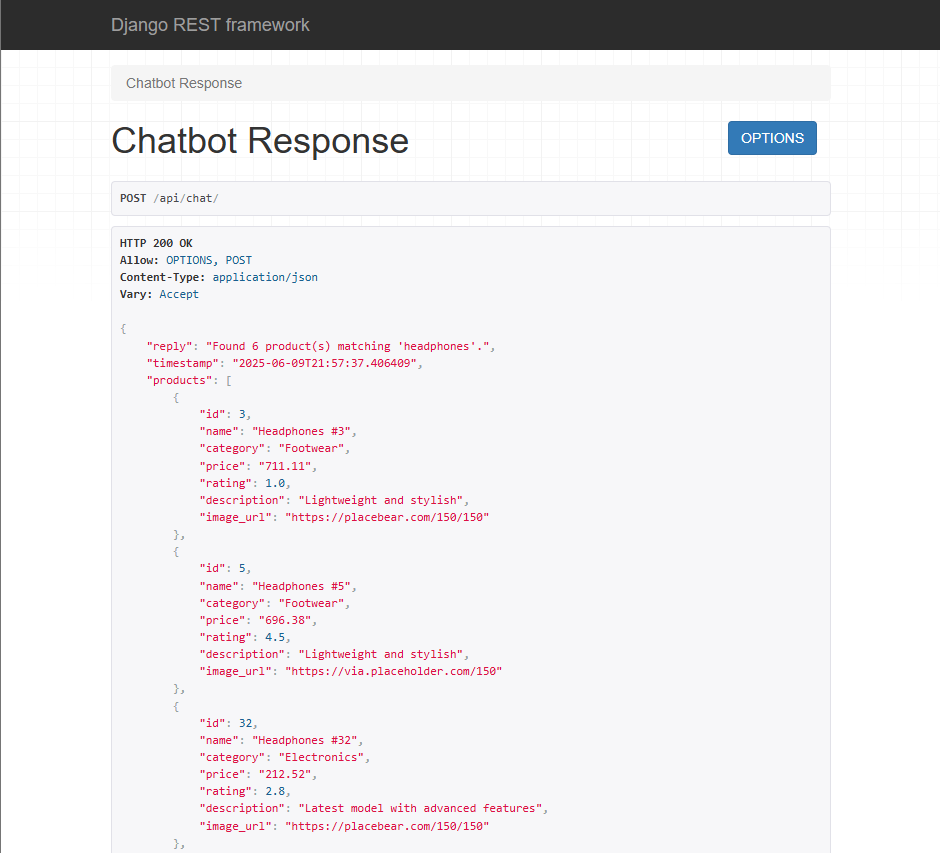 Django REST framework
Chatbot Response
Chatbot Response
OPTIONS
POST /api/chat/
HTTP 200 OK
Allow: OPTIONS, POST
Content-Type: application/json
Vary: Accept
{
    "reply": "Found 6 product(s) matching 'headphones'.",
    "timestamp": "2025-06-09T21:57:37.406409",
    "products": [
        {
            "id": 3,
            "name": "Headphones #3",
            "category": "Footwear",
            "price": "711.11",
            "rating": 1.0,
            "description": "Lightweight and stylish",
            "image_url": "https://placebear.com/150/150"
        },
        {
            "id": 5,
            "name": "Headphones #5",
            "category": "Footwear",
            "price": "696.38",
            "rating": 4.5,
            "description": "Lightweight and stylish",
            "image_url": "https://via.placeholder.com/150"
        },
        {
            "id": 32,
            "name": "Headphones #32",
            "category": "Electronics",
            "price": "212.52",
            "rating": 2.8,
            "description": "Latest model with advanced features",
            "image_url": "https://placebear.com/150/150"
        },